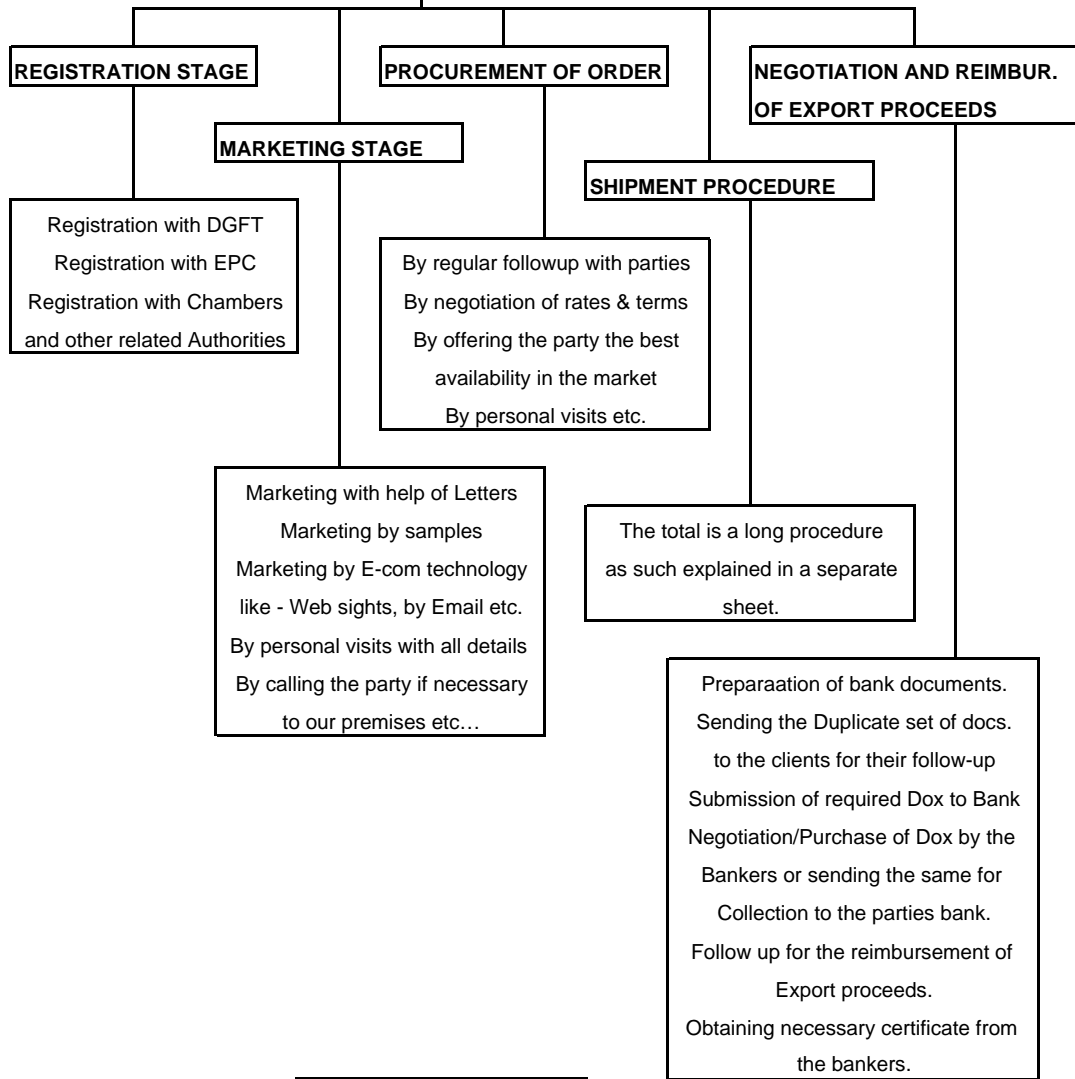 REGISTRATION STAGE
PROCUREMENT OF ORDER
NEGOTIATION AND REIMBUR.
OF EXPORT PROCEEDS
MARKETING STAGE
SHIPMENT PROCEDURE
Registration with DGFT
Registration with EPC
Registration with Chambers
and other related Authorities
By regular followup with parties
By negotiation of rates & terms
By offering the party the best
availability in the market
By personal visits etc.
Marketing with help of Letters
Marketing by samples
Marketing by E-com technology
like - Web sights, by Email etc.
By personal visits with all details
By calling the party if necessary
to our premises etc…
The total is a long procedure
as such explained in a separate
sheet.
Preparaation of bank documents.
Sending the Duplicate set of docs.
to the clients for their follow-up
Submission of required Dox to Bank
Negotiation/Purchase of Dox by the
Bankers or sending the same for
Collection to the parties bank.
Follow up for the reimbursement of
Export proceeds.
Obtaining necessary certificate from
the bankers.